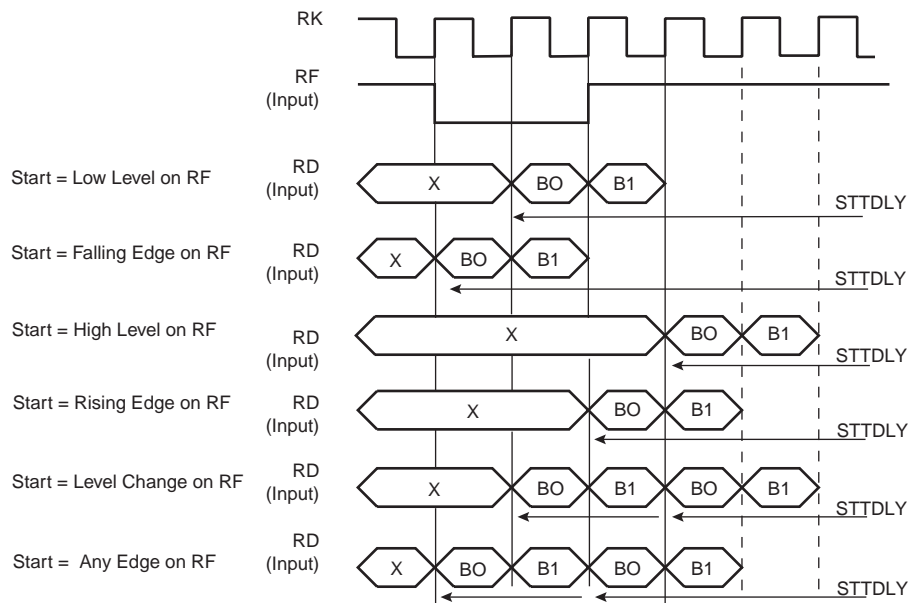 RK
RF
(Input)
Start = Low Level on RF
RD
(Input)
X
BO
B1
STTDLY
Start = Falling Edge on RF
RD
(Input)
X
BO
B1
STTDLY
Start = High Level on RF
RD
(Input)
X
BO
B1
STTDLY
Start = Rising Edge on RF
RD
(Input)
X
BO
B1
STTDLY
Start = Level Change on RF
RD
(Input)
X
BO
B1
BO
B1
STTDLY
Start = Any Edge on RF
RD
(Input)
X
BO
B1
BO
B1
STTDLY